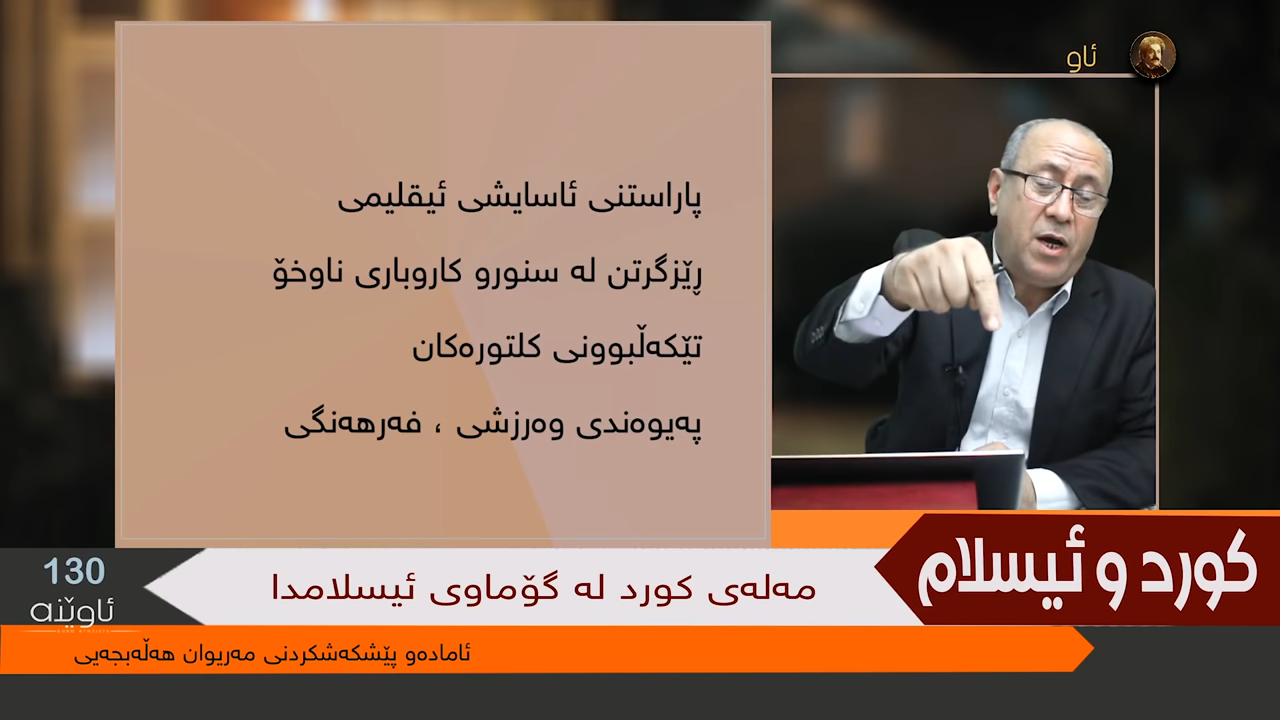 ئاو
پاراستنی ئاسایشی ئیقلیمی
ڕێزگرتن لە سنورو کاروباری ناوخۆ
تێکەڵبوونی کلتورەکان
پەیوەندی وەرزشی ، فەرهەنگی
کورد و ئیسلام
مەلەی کورد لە گۆماوی ئیسلامدا
130
ئاوێنە
ئامادەو پێشکەشکردنی مەریوان هەڵەبجەیی